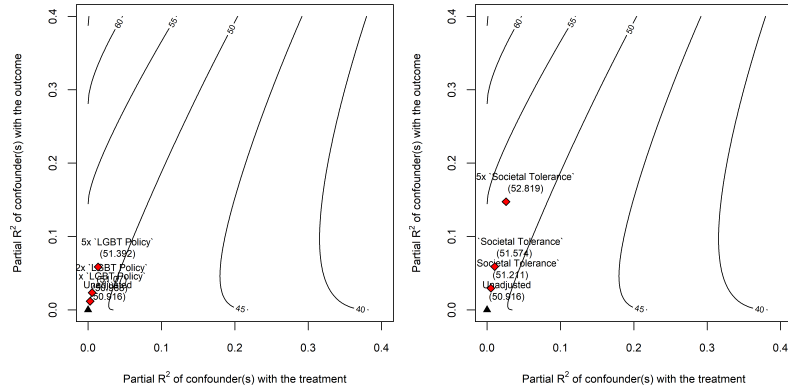 60
55
50
45
40
5x `LGBT Policy`
(51.392)
2x `LGBT Policy`
x `LGBT Policy`
Unadjusted
(50.916)
0.0
0.1
0.2
0.3
0.4
0.0 0.1 0.2 0.3 0.4
Partial R² of confounder(s) with the outcome
Partial R² of confounder(s) with the treatment
60
55
50
45
40
5x `Societal Tolerance`
(52.819)
`Societal Tolerance`
(51.574)
Societal Tolerance`
(51.211)
Unadjusted
(50.916)
0.0
0.1
0.2
0.3
0.4
0.0 0.1 0.2 0.3 0.4
Partial R² of confounder(s) with the outcome
Partial R² of confounder(s) with the treatment